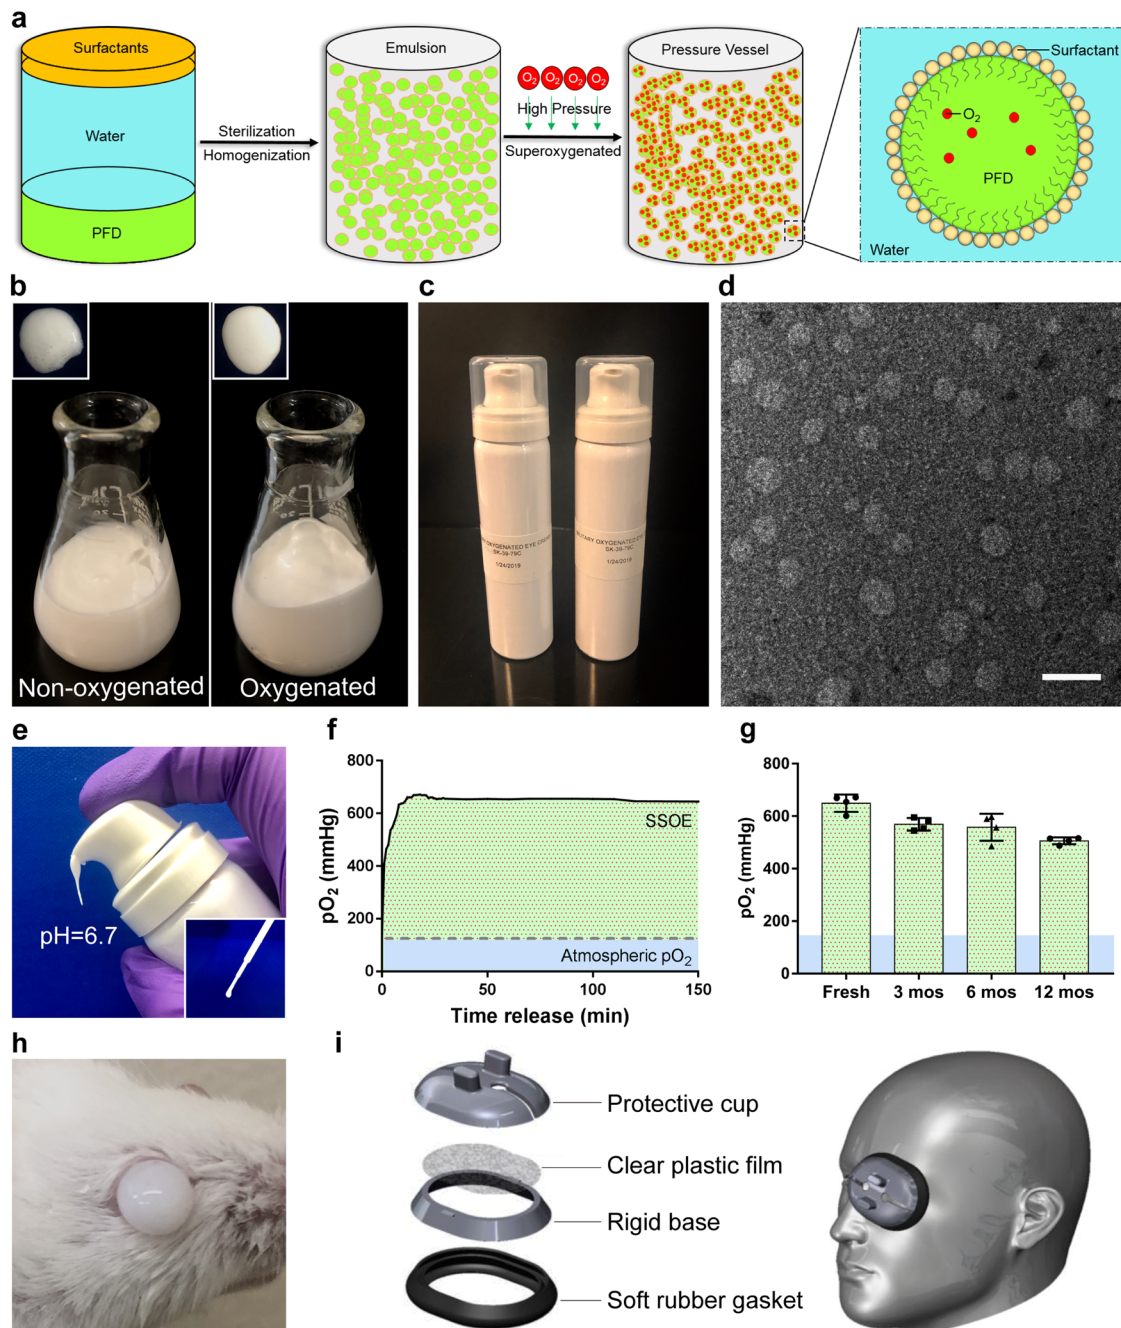 a
Surfactants
Water
PFD
Sterilization
Homogenization
Emulsion
O2 O2 O2 O2
High Pressure
Superoxygenated
Pressure Vessel
Surfactant
O2
PFD
Water
b
Non-oxygenated
Oxygenated
c
OXYGENATED EYE CREAM
SK-39-79C
1/24/2019
MILITARY OXYGENATED EYE
SK-39-79C
1/24/2019
d
e
pH=6.7
f
pO2 (mmHg)
800
600
400
200
0
SSOE
Atmospheric pO2
0 50 100 150
Time release (min)
g
pO2 (mmHg)
800
600
400
200
0
Fresh 3 mos 6 mos 12 mos
h
i
Protective cup
Clear plastic film
Rigid base
Soft rubber gasket